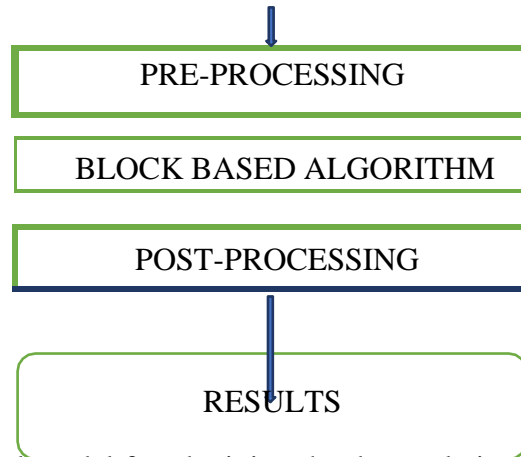 PRE-PROCESSING
BLOCK BASED ALGORITHM
POST-PROCESSING
RESULTS